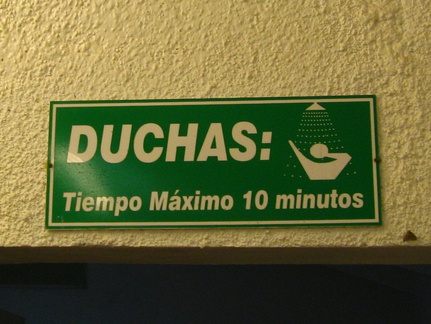 DUCHAS:
Tiempo Máximo 10 minutos